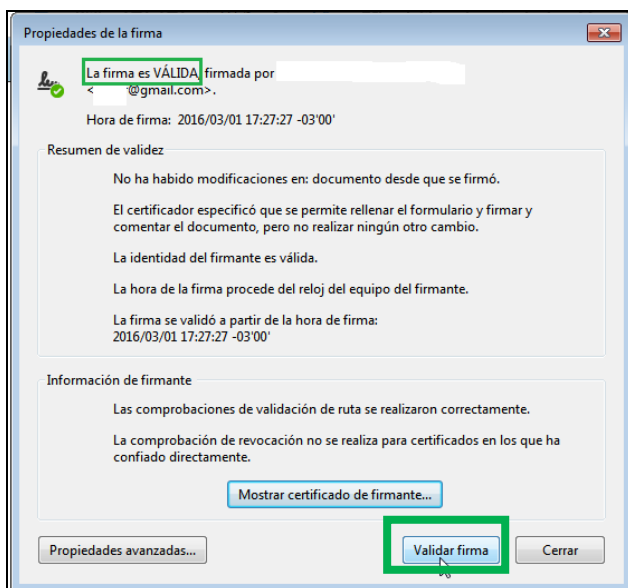 Propiedades de la firma
La firma es VÁLIDA, firmada por
< @gmail.com>.
Hora de firma: 2016/03/01 17:27:27 -03'00'
Resumen de validez
No ha habido modificaciones en: documento desde que se firmó.
El certificador especificó que se permite rellenar el formulario y firmar y
comentar el documento, pero no realizar ningún otro cambio.
La identidad del firmante es válida.
La hora de la firma procede del reloj del equipo del firmante.
La firma se validó a partir de la hora de firma:
2016/03/01 17:27:27 -03'00'
Información de firmante
Las comprobaciones de validación de ruta se realizaron correctamente.
La comprobación de revocación no se realiza para certificados en los que ha
confiado directamente.
Mostrar certificado de firmante...
Propiedades avanzadas...
Validar firma
Cerrar